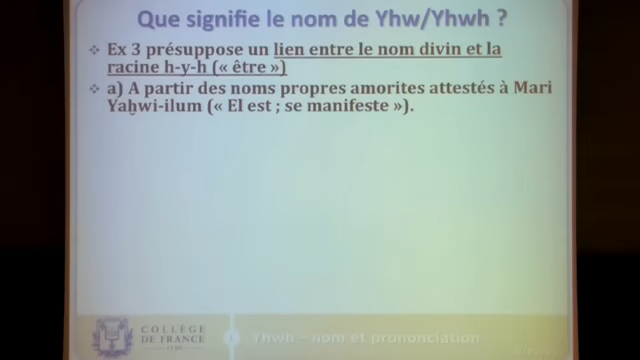 Que signifie le nom de Yhw/Yhwh ?
❖ Ex 3 présuppose un lien entre le nom divin et la
racine h-y-h (« être »)
❖ a) A partir des noms propres amorites attestés à Mari
Yaḫwi-ilum (« El est ; se manifeste »).
COLLÈGE
DE FRANCE
1530
Yhwh – nom et prononciation